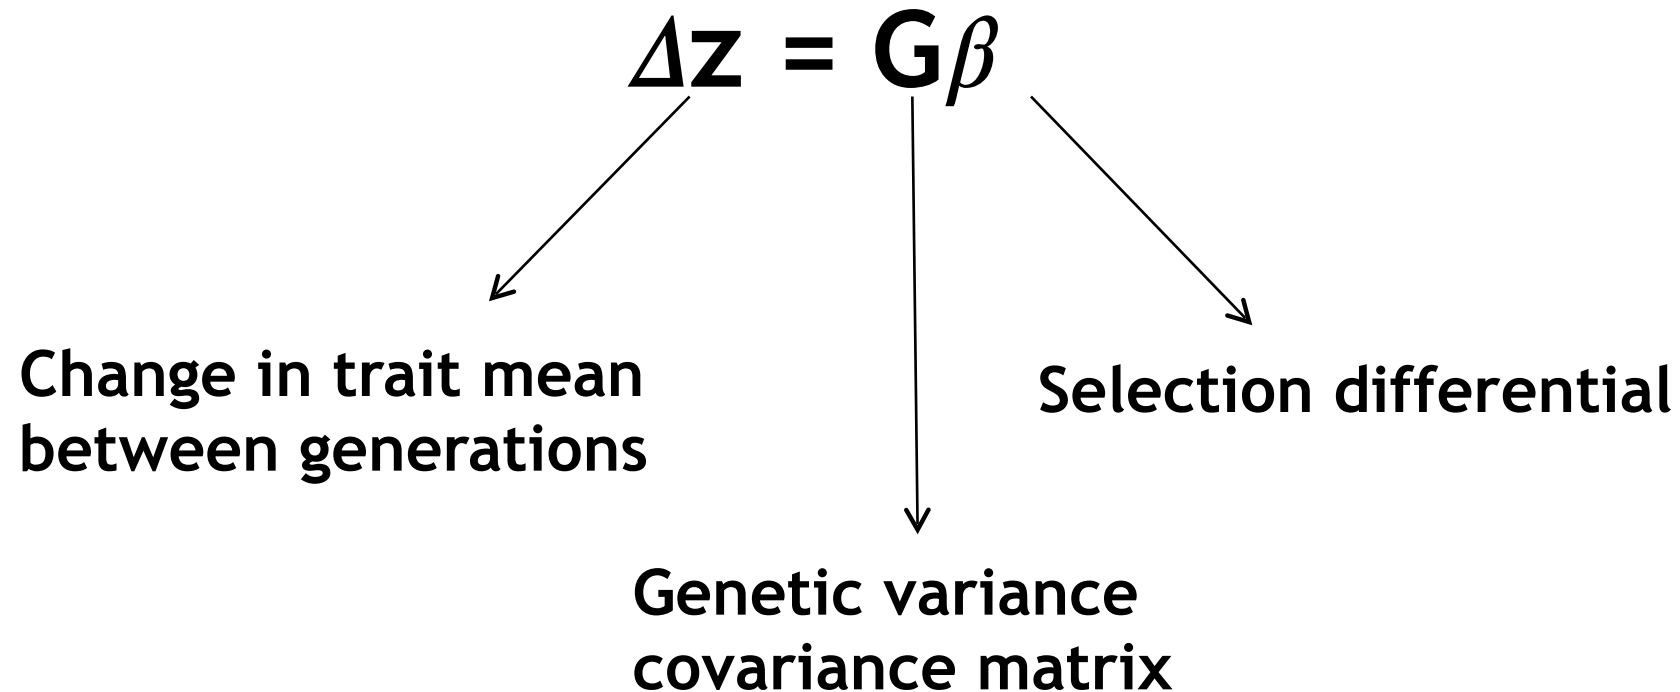 Δz = Gβ
Change in trait mean
between generations
Selection differential
Genetic variance
covariance matrix